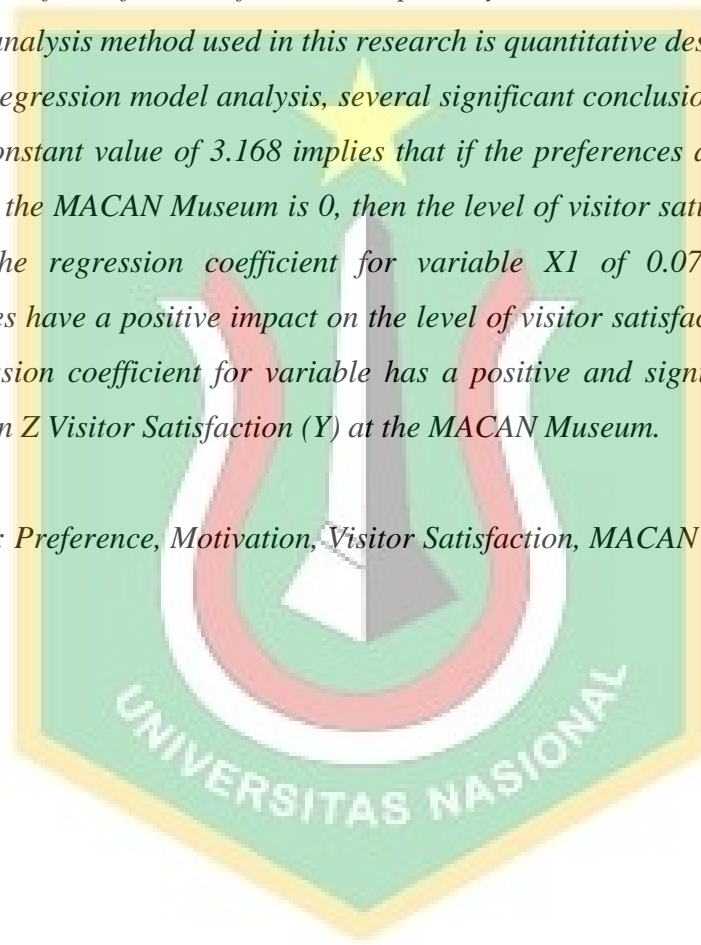 analysis method used in this research is quantitative des
egression model analysis, several significant conclusio
onstant value of 3.168 implies that if the preferences a
the MACAN Museum is 0, then the level of visitor sati
he regression coefficient for variable X1 of 0.07
es have a positive impact on the level of visitor satisfac
sion coefficient for variable has a positive and signi
n Z Visitor Satisfaction (Y) at the MACAN Museum.
: Preference, Motivation, Visitor Satisfaction, MACAN
UNIVERSITAS NASIONAL